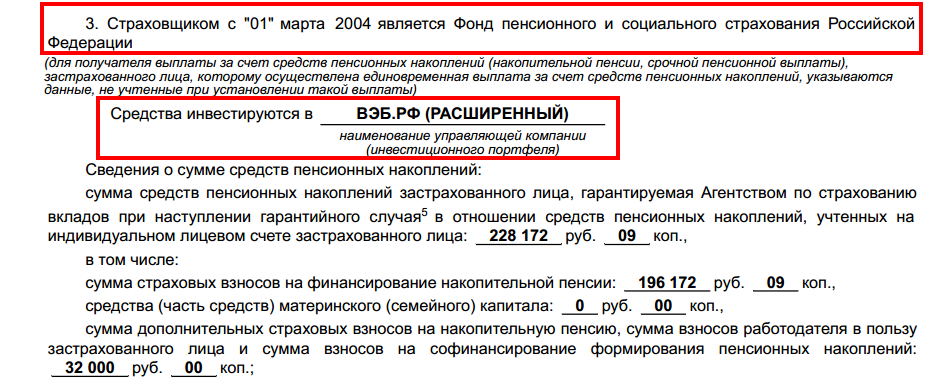 3. Страховщиком с "01" марта 2004 является Фонд пенсионного и социального страхования Российской
Федерации
(для получателя выплаты за счет средств пенсионных накоплений (накопительной пенсии, срочной пенсионной выплаты),
застрахованного лица, которому осуществлена единовременная выплата за счет средств пенсионных накоплений, указываются
данные, не учтенные при установлении такой выплаты)
Средства инвестируются в ВЭБ.РФ (РАСШИРЕННЫЙ)
наименование управляющей компании
(инвестиционного портфеля)
Сведения о сумме средств пенсионных накоплений:
сумма средств пенсионных накоплений застрахованного лица, гарантируемая Агентством по страхованию
вкладов при наступлении гарантийного случая⁵ в отношении средств пенсионных накоплений, учтенных на
индивидуальном лицевом счете застрахованного лица: 228 172 руб. 09 коп.,
в том числе:
сумма страховых взносов на финансирование накопительной пенсии: 196 172 руб. 09 коп.,
средства (часть средств) материнского (семейного) капитала: 0 руб. 00 коп.,
сумма дополнительных страховых взносов на накопительную пенсию, сумма взносов работодателя в пользу
застрахованного лица и сумма взносов на софинансирование формирования пенсионных накоплений:
32 000 руб. 00 коп.;